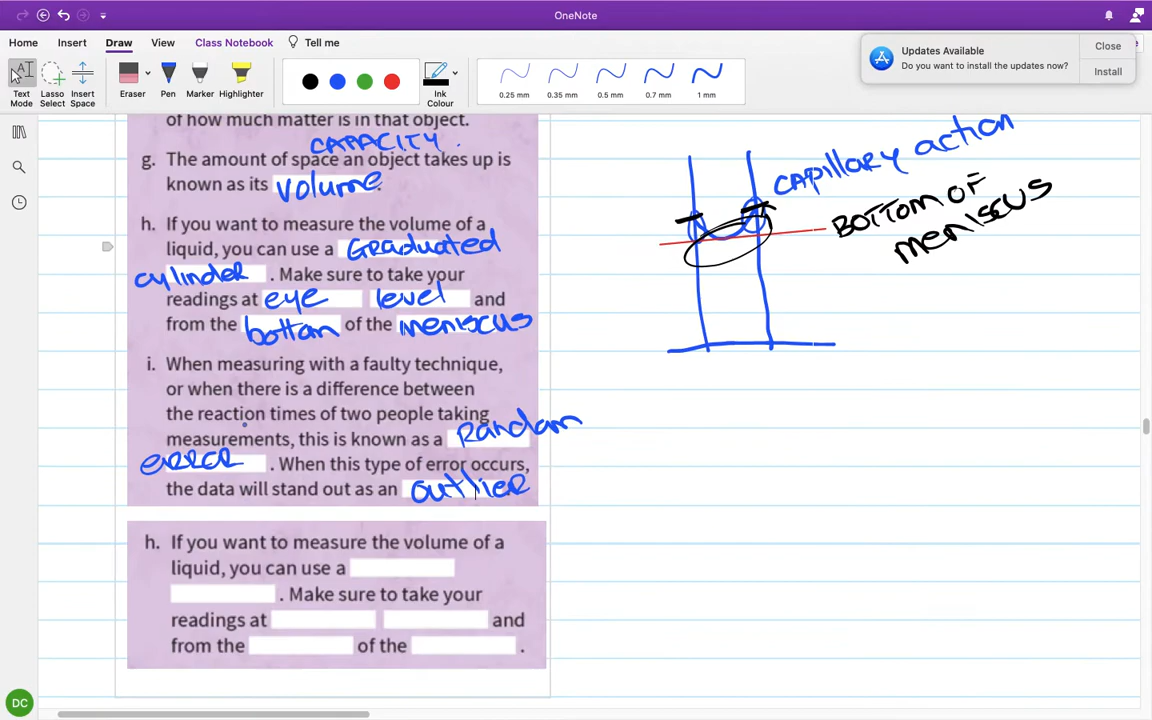 OneNote
Home Insert Draw View Class Notebook Tell me
Updates Available
Do you want to install the updates now?
Close
Install
Text Mode
Lasso Select
Insert Space
Eraser
Pen
Marker
Highlighter
Ink Colour
0.25 mm 0.35 mm 0.5 mm 0.7 mm 1 mm
of how much matter is in that object.
CAPACITY.
g. The amount of space an object takes up is
known as its volume.
h. If you want to measure the volume of a
liquid, you can use a Graduated
cylinder . Make sure to take your
readings at eye level and
from the bottom of the meniscus
i. When measuring with a faulty technique,
or when there is a difference between
the reaction times of two people taking
measurements, this is known as a Random
ERROR . When this type of error occurs,
the data will stand out as an outlier
h. If you want to measure the volume of a
liquid, you can use a
. Make sure to take your
readings at and
from the of the .
CAPillary action
BOTTOM OF
meniscus
DC